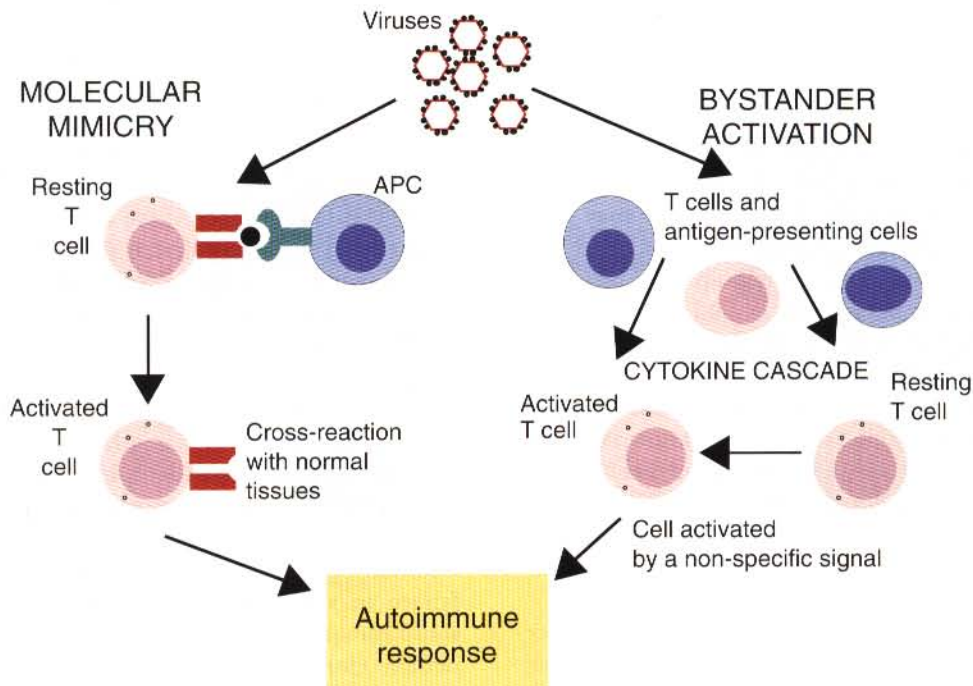 Viruses
MOLECULAR
MIMICRY
Resting
T
cell
APC
Activated
T
cell
Cross-reaction
with normal
tissues
BYSTANDER
ACTIVATION
T cells and
antigen-presenting cells
CYTOKINE CASCADE
Activated
T cell
Resting
T cell
Cell activated
by a non-specific signal
Autoimmune
response